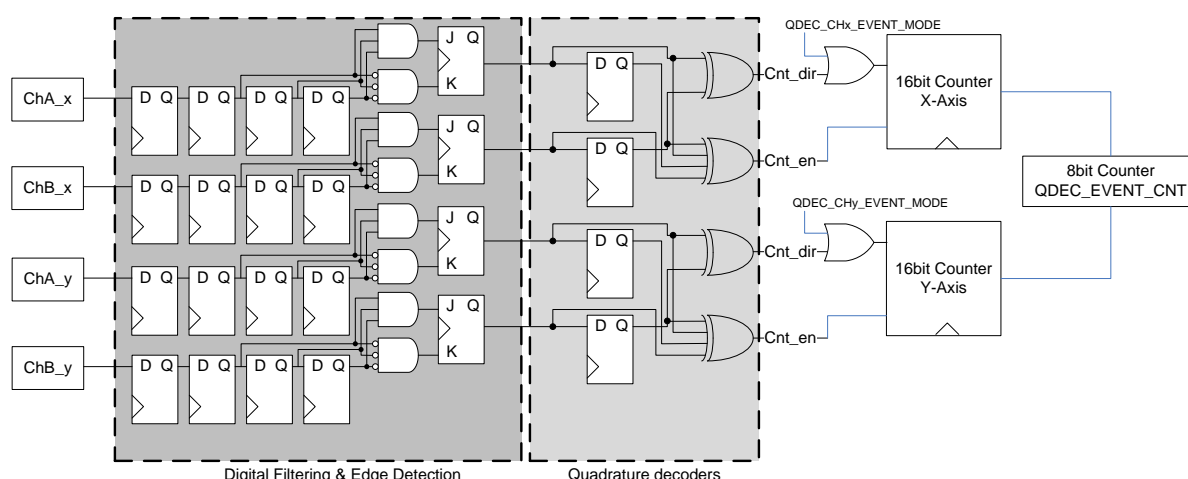 QDEC_CHx_EVENT_MODE
J Q
K
D Q
Cnt_dir
16bit Counter
X-Axis
ChA_x
D Q D Q D Q D Q
J Q
K
D Q
Cnt_en
ChB_x
D Q D Q D Q D Q
8bit Counter
QDEC_EVENT_CNT
QDEC_CHy_EVENT_MODE
J Q
K
D Q
Cnt_dir
16bit Counter
Y-Axis
ChA_y
D Q D Q D Q D Q
J Q
K
D Q
Cnt_en
ChB_y
D Q D Q D Q D Q
Digital Filtering & Edge Detection
Quadrature decoders